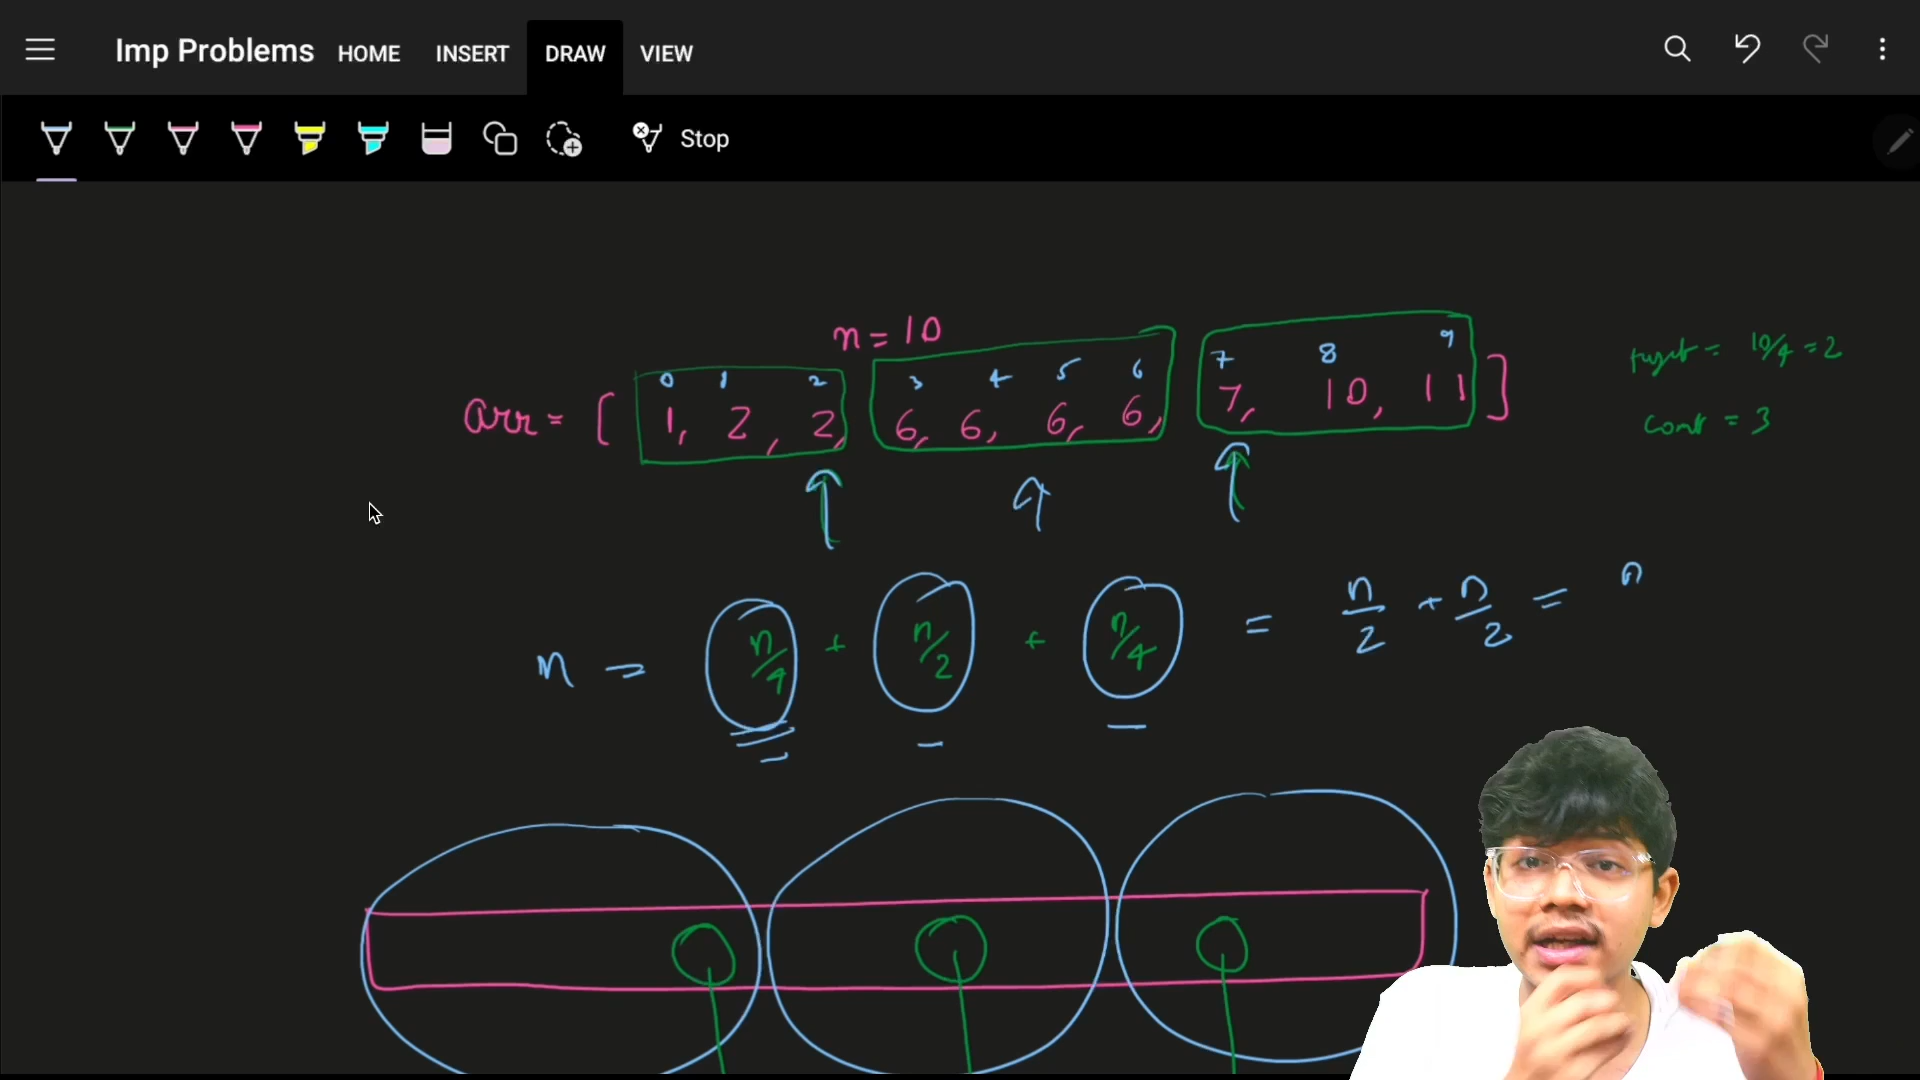 Imp Problems HOME INSERT DRAW VIEW
Stop
n = 10
0 1 2 3 4 5 6 7 8 9
arr = [ 1, 2, 2, 6, 6, 6, 6, 7, 10, 11 ]
target = 10/4 = 2
count = 3
n = n/4 + n/2 + n/4 = n/2 + n/2 = n